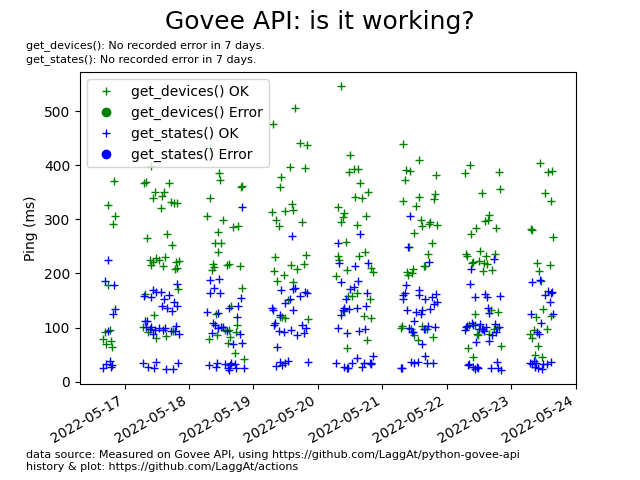 Govee API: is it working?
get_devices(): No recorded error in 7 days.
get_states(): No recorded error in 7 days.
get_devices() OK
get_devices() Error
get_states() OK
get_states() Error
Ping (ms)
500
400
300
200
100
0
2022-05-17
2022-05-18
2022-05-19
2022-05-20
2022-05-21
2022-05-22
2022-05-23
2022-05-24
data source: Measured on Govee API, using https://github.com/LaggAt/python-govee-api
history & plot: https://github.com/LaggAt/actions